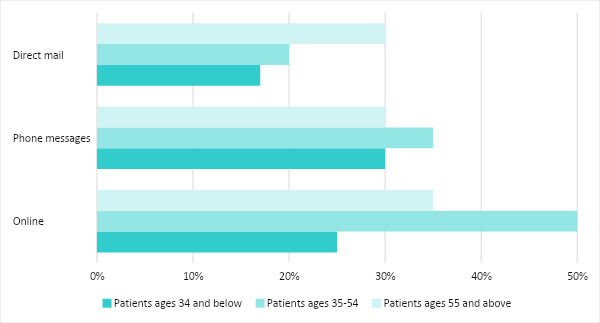 Direct mail
Phone messages
Online
0% 10% 20% 30% 40% 50%
Patients ages 34 and below Patients ages 35-54 Patients ages 55 and above